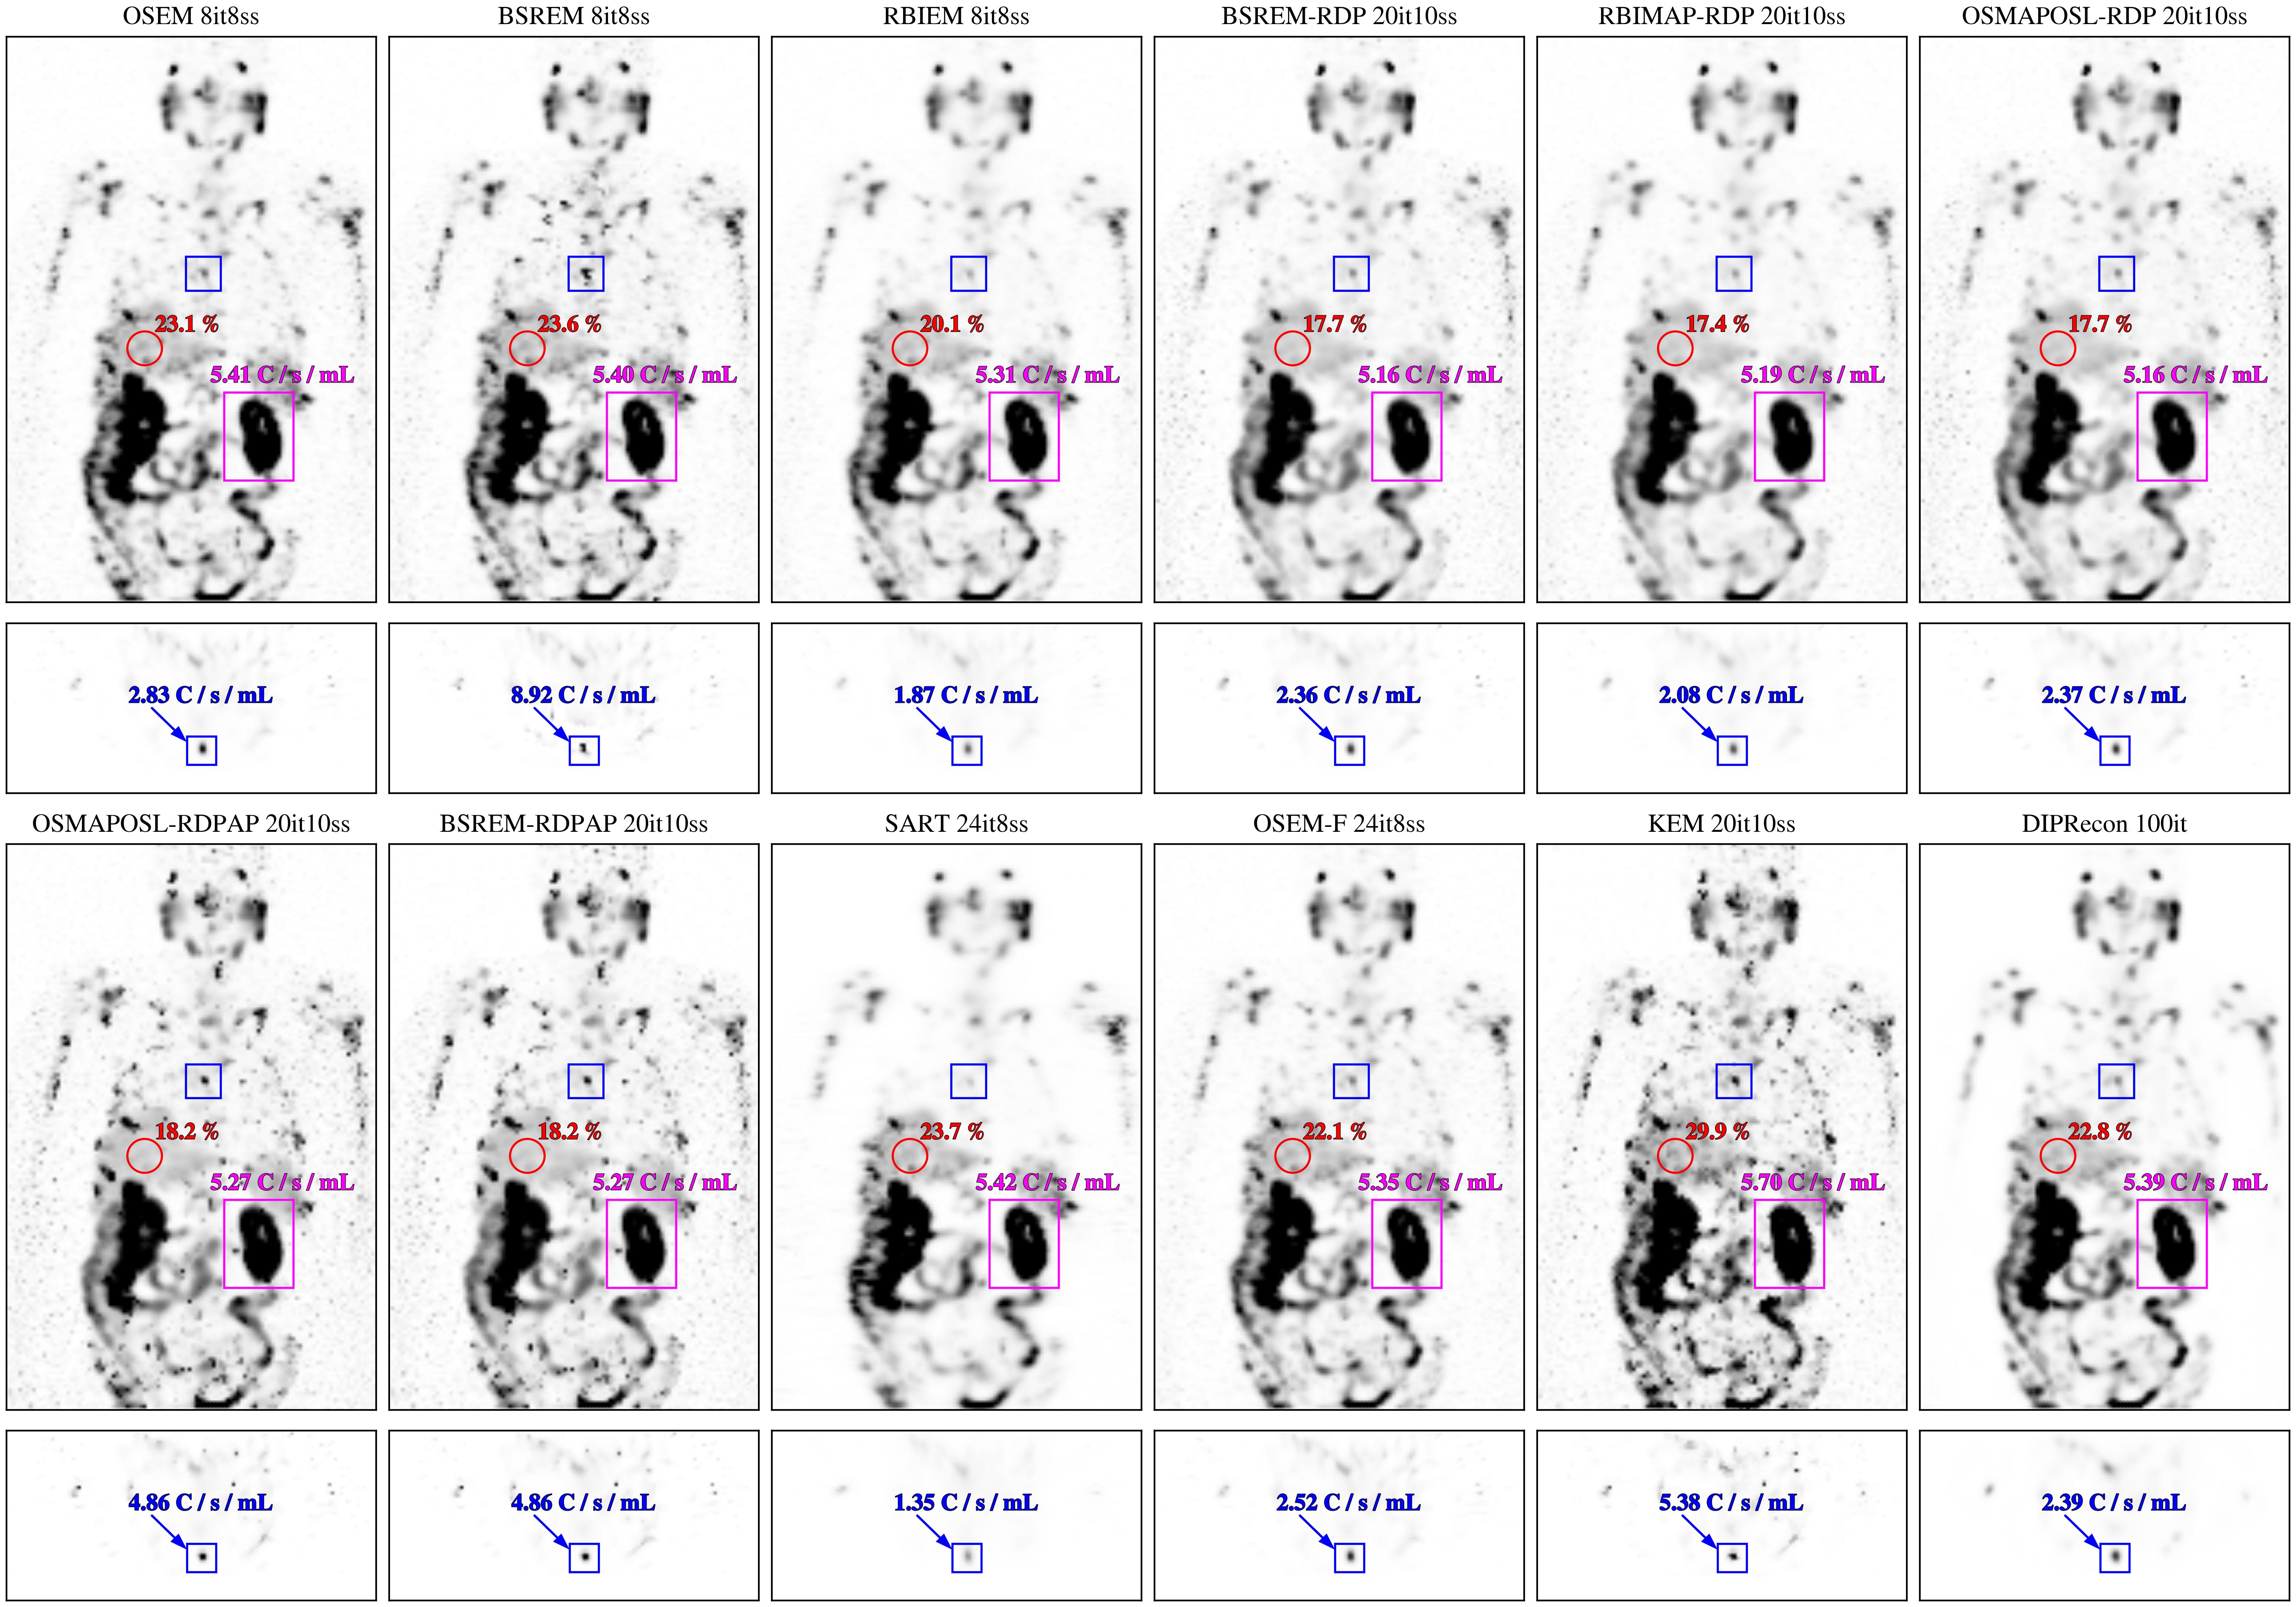 OSEM 8it8ss
BSREM 8it8ss
RBIEM 8it8ss
BSREM-RDP 20it10ss
RBIMAP-RDP 20it10ss
OSMAPOSL-RDP 20it10ss
23.1 %
23.6 %
20.1 %
17.7 %
17.4 %
17.7 %
5.41 C / s / mL
5.40 C / s / mL
5.31 C / s / mL
5.16 C / s / mL
5.19 C / s / mL
5.16 C / s / mL
2.83 C / s / mL
8.92 C / s / mL
1.87 C / s / mL
2.36 C / s / mL
2.08 C / s / mL
2.37 C / s / mL
OSMAPOSL-RDPAP 20it10ss
BSREM-RDPAP 20it10ss
SART 24it8ss
OSEM-F 24it8ss
KEM 20it10ss
DIPRecon 100it
18.2 %
18.2 %
23.7 %
22.1 %
29.9 %
22.8 %
5.27 C / s / mL
5.27 C / s / mL
5.42 C / s / mL
5.35 C / s / mL
5.70 C / s / mL
5.39 C / s / mL
4.86 C / s / mL
4.86 C / s / mL
1.35 C / s / mL
2.52 C / s / mL
5.38 C / s / mL
2.39 C / s / mL